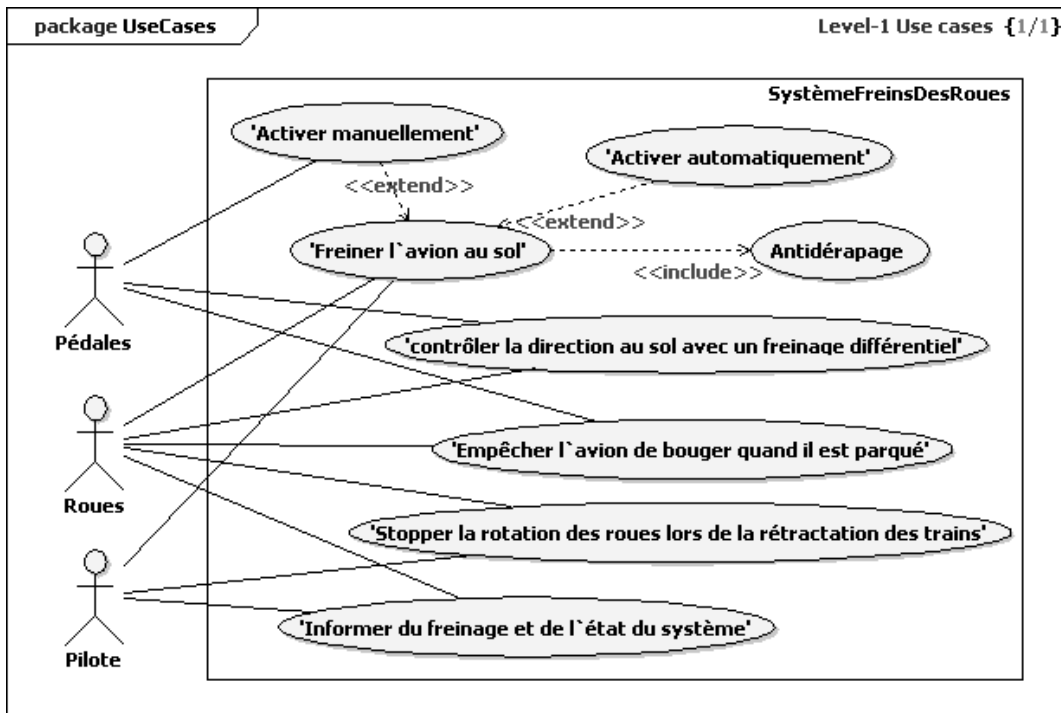 package UseCases
Level-1 Use cases {1/1}
SystèmeFreinsDesRoues
'Activer manuellement'
'Activer automatiquement'
<<extend>>
<<extend>>
'Freiner l`avion au sol'
Antidérapage
<<include>>
Pédales
'contrôler la direction au sol avec un freinage différentiel'
'Empêcher l`avion de bouger quand il est parqué'
Roues
'Stopper la rotation des roues lors de la rétractation des trains'
'Informer du freinage et de l`état du système'
Pilote